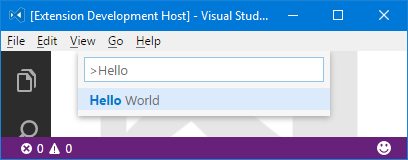 [Extension Development Host] - Visual Stud...
File Edit View Go Help
>Hello
Hello World
0 0